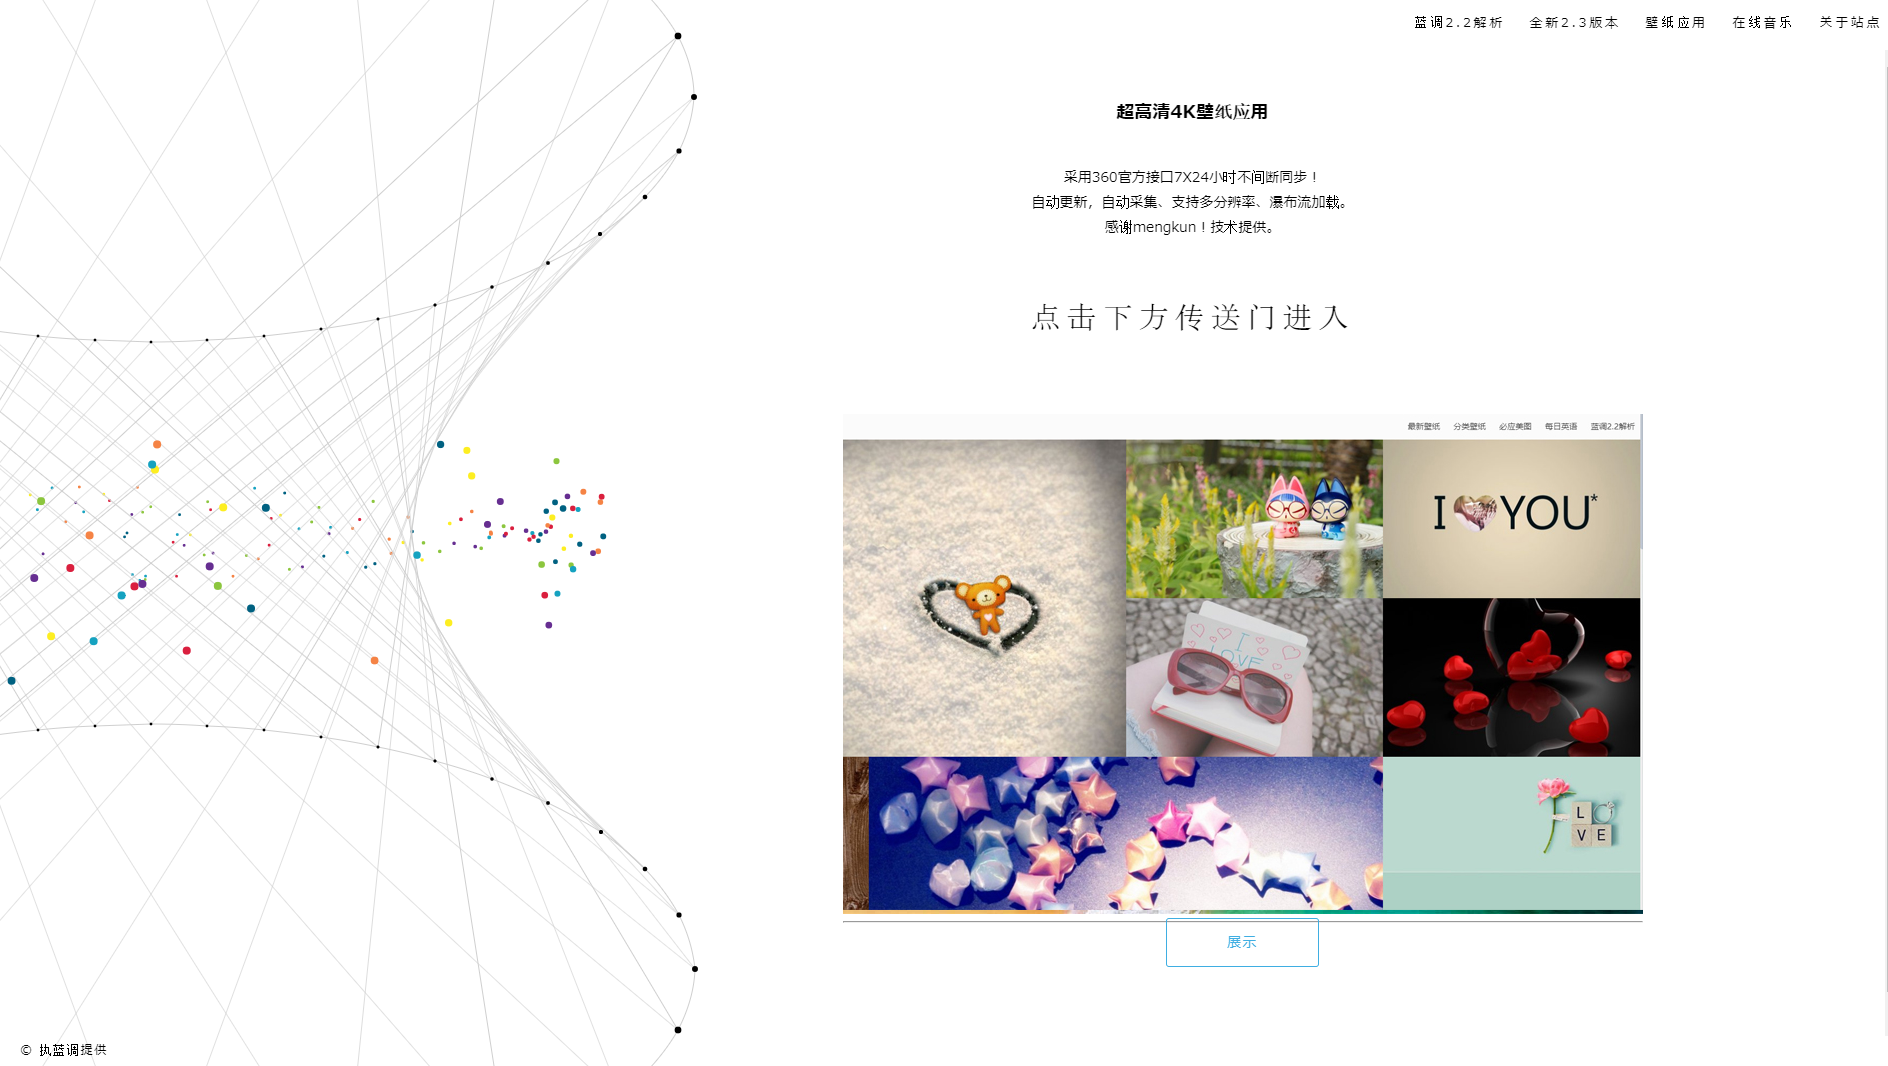 蓝调2.2解析 全新2.3版本 壁纸应用 在线音乐 关于站点
超高清4K壁纸应用
采用360官方接口7X24小时不间断同步！
自动更新，自动采集、支持多分辨率、瀑布流加载。
感谢mengkun！技术提供。
点击下方传送门进入
最新壁纸 分类壁纸 必应美图 每日英语 蓝调2.2解析
I YOU*
I
LOVE
L
V E
展示
© 执蓝调提供